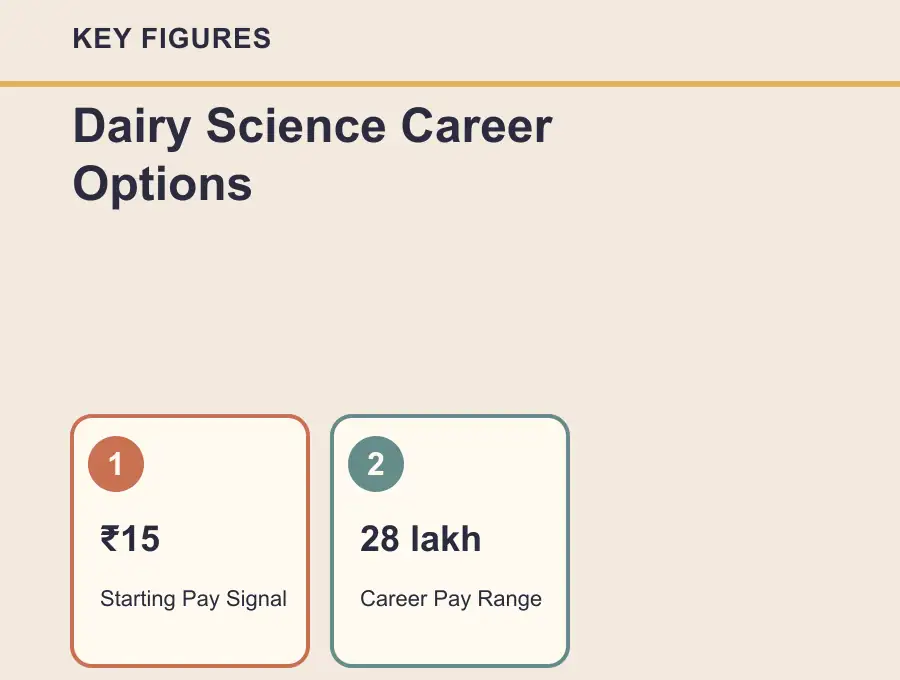 KEY FIGURES
Dairy Science Career
Options
1
₹15
Starting Pay Signal
2
28 lakh
Career Pay Range